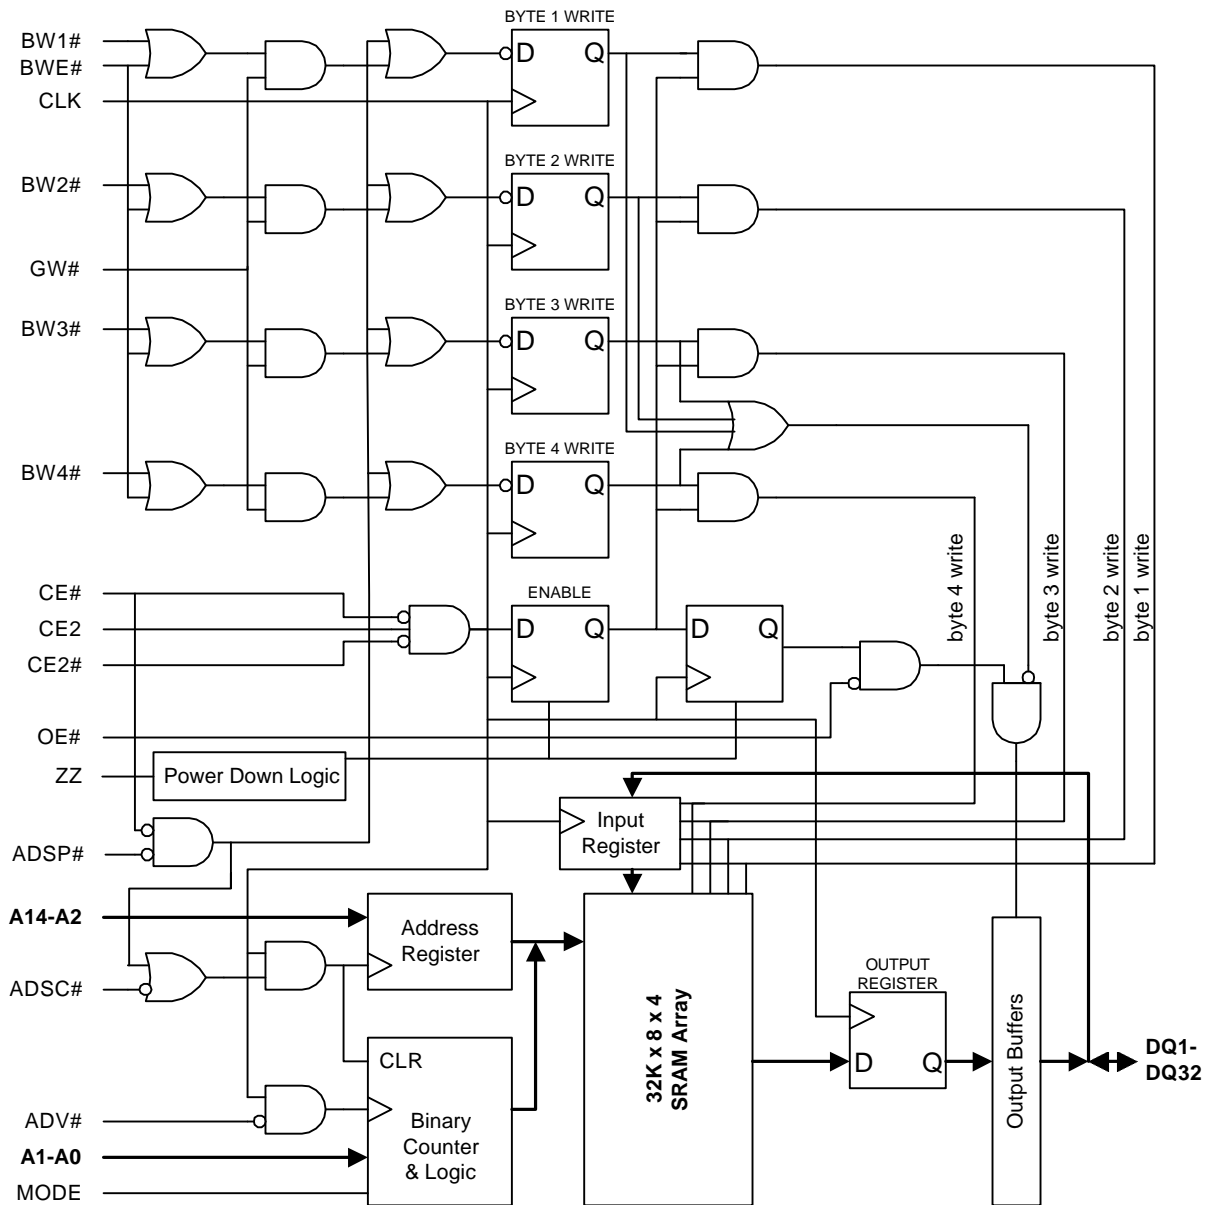 BYTE 1 WRITE
BW1#
BWE#
D Q
CLK
BYTE 2 WRITE
BW2#
D Q
GW#
BYTE 3 WRITE
BW3#
D Q
BYTE 4 WRITE
BW4#
D Q
byte 4 write
byte 3 write
byte 2 write
byte 1 write
CE#
ENABLE
CE2
D Q
D Q
CE2#
OE#
ZZ
Power Down Logic
Input
Register
ADSP#
A14-A2
Address
Register
ADSC#
OUTPUT
REGISTER
32K x 8 x 4
SRAM Array
CLR
D Q
Output Buffers
DQ1-
DQ32
ADV#
Binary
Counter
& Logic
A1-A0
MODE